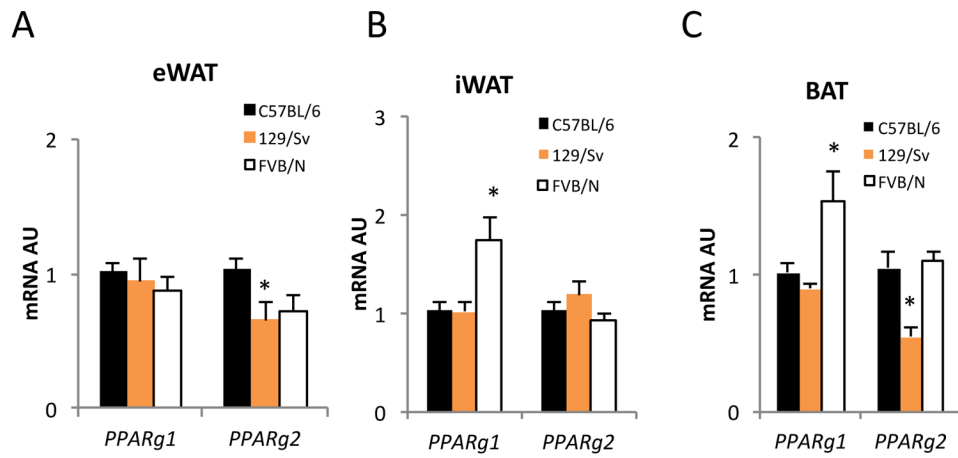 A
eWAT
C57BL/6
129/Sv
FVB/N
mRNA AU
2
1
0
*
PPARg1 PPARg2
B
iWAT
C57BL/6
129/Sv
FVB/N
mRNA AU
3
2
1
0
*
PPARg1 PPARg2
C
BAT
C57BL/6
129/Sv
FVB/N
mRNA AU
2
1
0
*
*
PPARg1 PPARg2